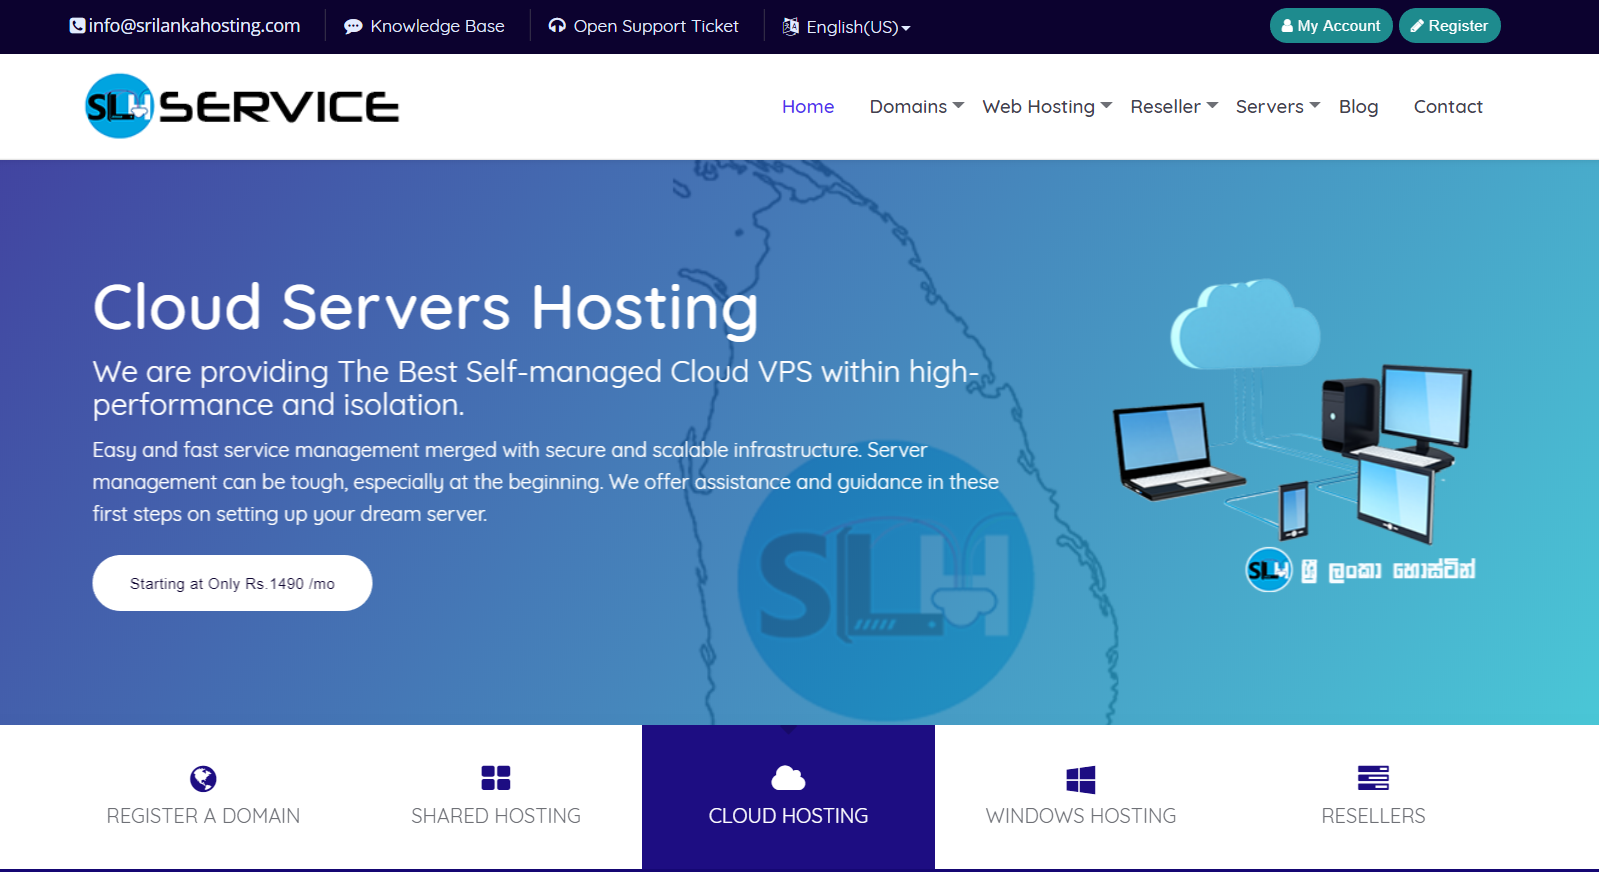 info@srilankahosting.com
Knowledge Base
Open Support Ticket
English(US)
My Account
Register
SLH SERVICE
Home
Domains
Web Hosting
Reseller
Servers
Blog
Contact
Cloud Servers Hosting
We are providing The Best Self-managed Cloud VPS within high-
performance and isolation.
Easy and fast service management merged with secure and scalable infrastructure. Server
management can be tough, especially at the beginning. We offer assistance and guidance in these
first steps on setting up your dream server.
Starting at Only Rs.1490 /mo
SLH
SLH ශ්‍රී ලංකා හොස්ටින්
REGISTER A DOMAIN
SHARED HOSTING
CLOUD HOSTING
WINDOWS HOSTING
RESELLERS